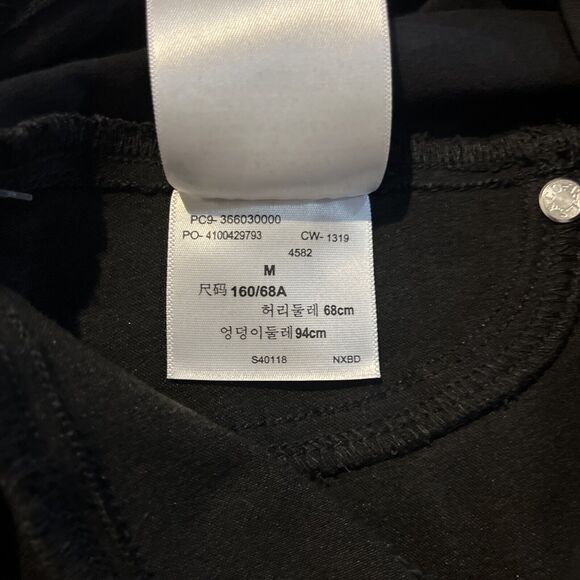 PC9- 366030000
PO- 4100429793 CW- 1319
4582
M
尺码 160/68A
허리둘레 68cm
엉덩이둘레 94cm
S40118 NXBD